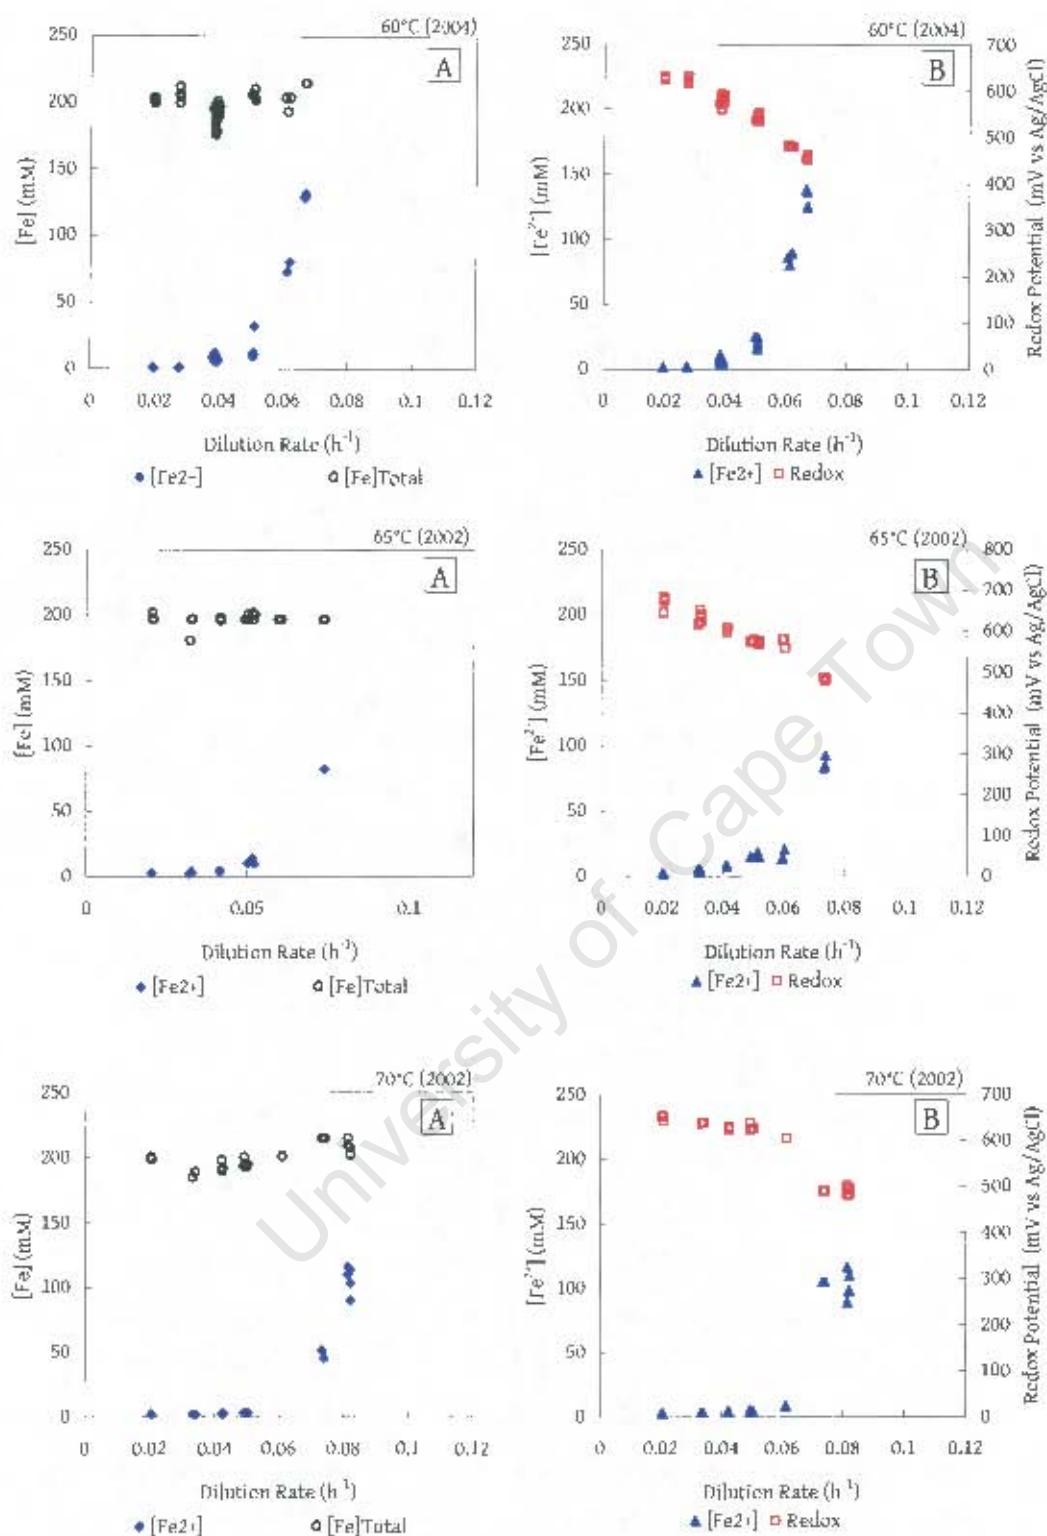 60°C (2004)
A
250
200
150
100
50
0
[Fe] (mM)
0 0.02 0.04 0.06 0.08 0.1 0.12
Dilution Rate (h⁻¹)
[Fe2+] [Fe]Total
60°C (2004)
B
250
200
150
100
50
0
[Fe²⁺] (mM)
700
600
500
400
300
200
100
0
Redox Potential (mV vs Ag/AgCl)
0 0.02 0.04 0.06 0.08 0.1 0.12
Dilution Rate (h⁻¹)
[Fe2+] Redox
65°C (2002)
A
250
200
150
100
50
0
[Fe] (mM)
0 0.05 0.1
Dilution Rate (h⁻¹)
[Fe2+] [Fe]Total
65°C (2002)
B
250
200
150
100
50
0
[Fe²⁺] (mM)
800
700
600
500
400
300
200
100
0
Redox Potential (mV vs Ag/AgCl)
0 0.02 0.04 0.06 0.08 0.1 0.12
Dilution Rate (h⁻¹)
[Fe2+] Redox
70°C (2002)
A
250
200
150
100
50
0
[Fe] (mM)
0 0.02 0.04 0.06 0.08 0.1 0.12
Dilution Rate (h⁻¹)
[Fe2+] [Fe]Total
70°C (2002)
B
250
200
150
100
50
0
[Fe²⁺] (mM)
700
600
500
400
300
200
100
0
Redox Potential (mV vs Ag/AgCl)
0 0.02 0.04 0.06 0.08 0.1 0.12
Dilution Rate (h⁻¹)
[Fe2+] Redox
University of Cape Town